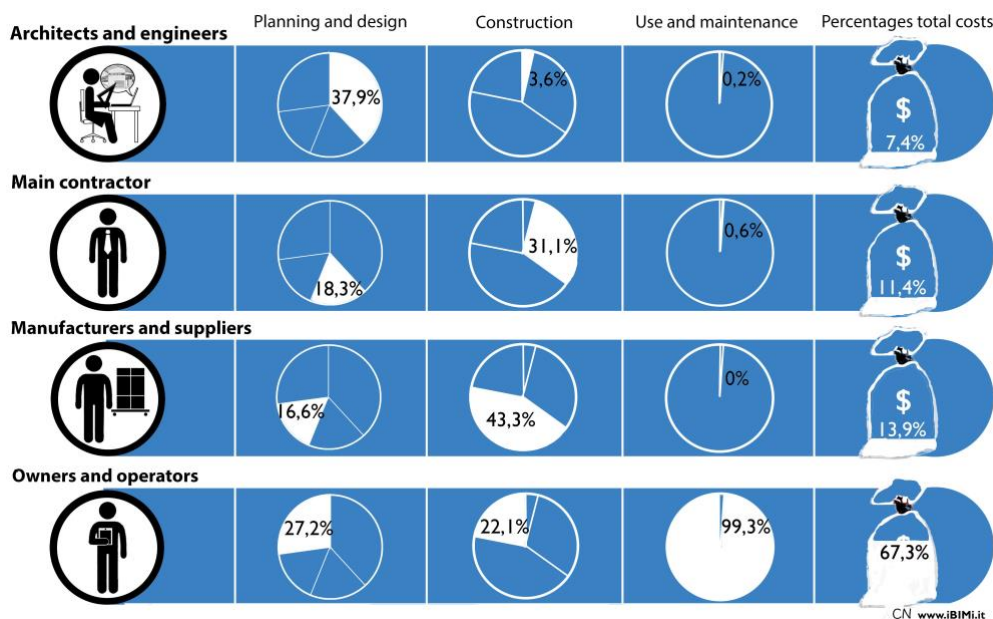 Planning and design Construction Use and maintenance Percentages total costs
Architects and engineers
37,9% 3,6% 0,2% $
7,4%
Main contractor
18,3% 31,1% 0,6% $
11,4%
Manufacturers and suppliers
16,6% 43,3% 0% $
13,9%
Owners and operators
27,2% 22,1% 99,3% 67,3%
CN www.iBIMi.it